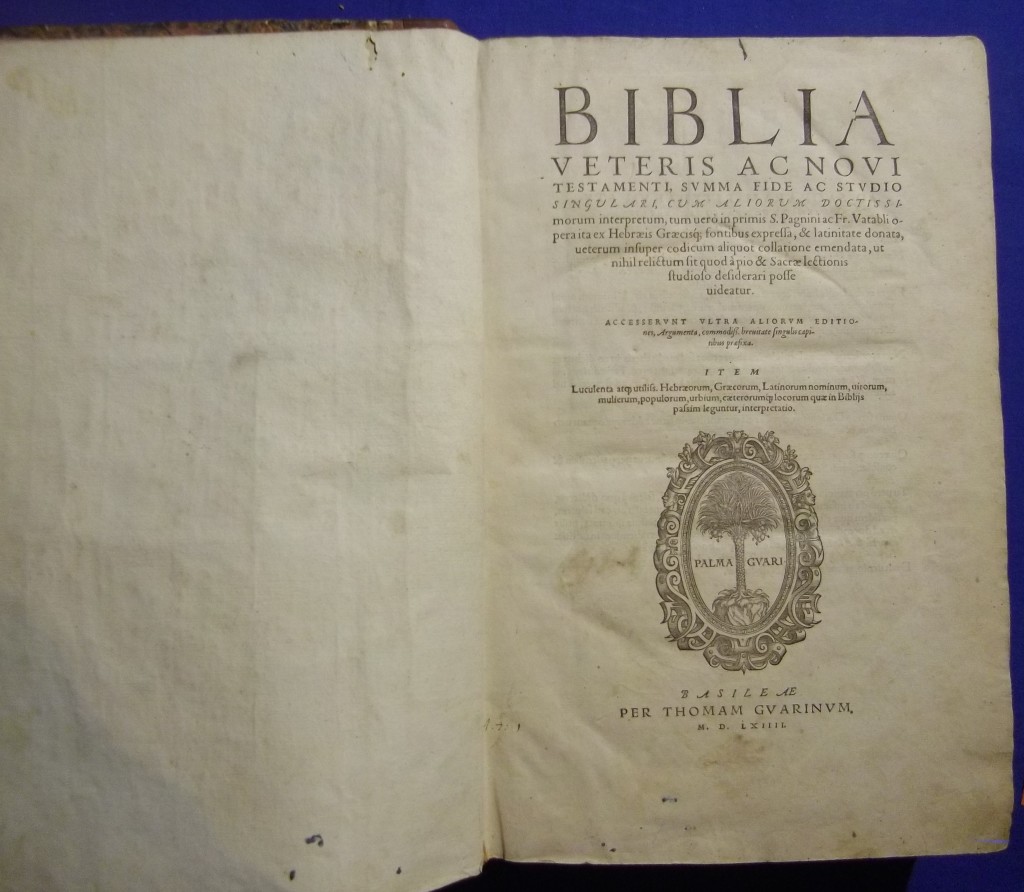 BIBLIA
VETERIS AC NOVI
TESTAMENTI, SVMMA FIDE AC STVDIO
SINGVLARI, CUM ALIORUM DOCTISSI-
morum interpretum, tum uerò in primis S. Pagnini ac Fr. Vatabli o-
pera ita ex Hebræis Græcisq́; fontibus expreſſa, & latinitate donata,
ueterum inſuper codicum aliquot collatione emendata, ut
nihil relictum ſit quod à pio & Sacræ lectionis
ſtudioſo deſiderari poſſe
uideatur.
ACCESSERVNT VLTRA ALIORVM EDITIO-
nes, Argumenta, commodiſſ. breuitate ſingulis capi-
tibus præfixa.
ITEM
Luculenta atq; utiliſſ. Hebræorum, Græcorum, Latinorum nominum, uirorum,
mulierum, populorum, urbium, cæterorumq; locorum quæ in Biblijs
paſſim leguntur, interpretatio.
PALMA GVARI
BASILEÆ
PER THOMAM GVARINVM.
M. D. LXIIII.